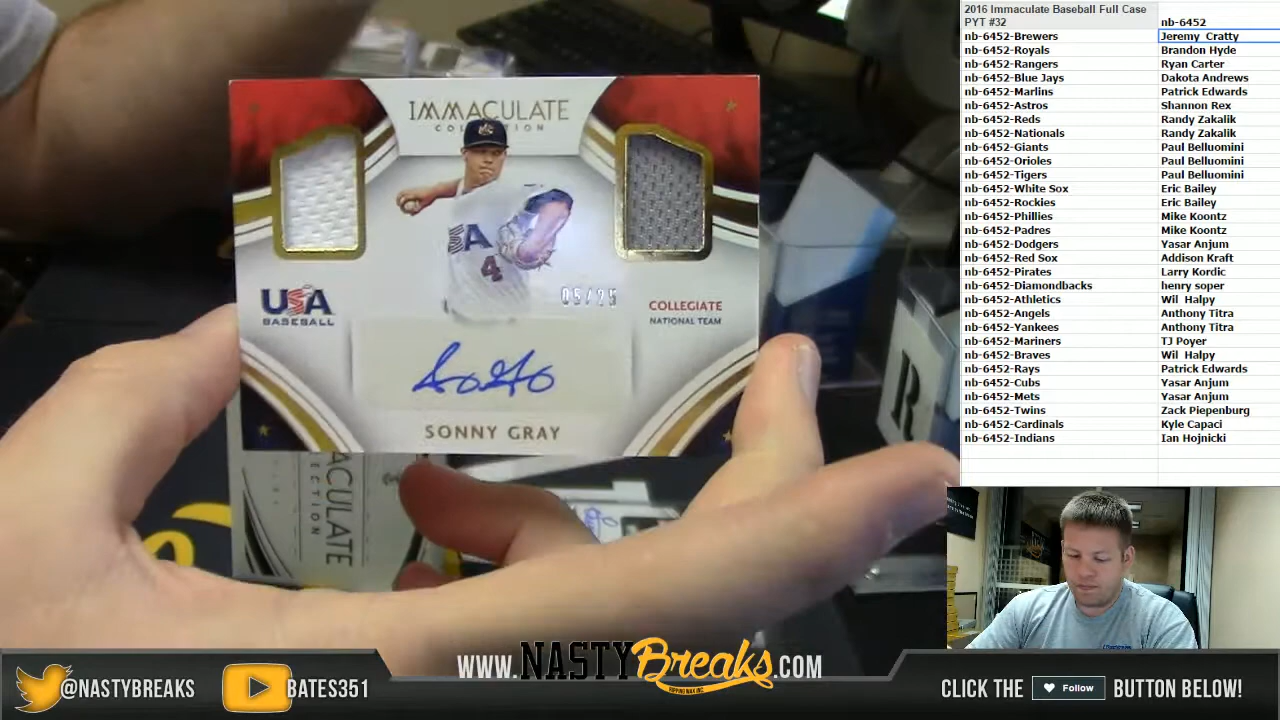 2016 Immaculate Baseball Full Case
PYT #32 nb-6452
nb-6452-Brewers Jeremy Cratty
nb-6452-Royals Brandon Hyde
nb-6452-Rangers Ryan Carter
nb-6452-Blue Jays Dakota Andrews
nb-6452-Marlins Patrick Edwards
nb-6452-Astros Shannon Rex
nb-6452-Reds Randy Zakalik
nb-6452-Nationals Randy Zakalik
nb-6452-Giants Paul Belluomini
nb-6452-Orioles Paul Belluomini
nb-6452-Tigers Paul Belluomini
nb-6452-White Sox Eric Bailey
nb-6452-Rockies Eric Bailey
nb-6452-Phillies Mike Koontz
nb-6452-Padres Mike Koontz
nb-6452-Dodgers Yasar Anjum
nb-6452-Red Sox Addison Kraft
nb-6452-Pirates Larry Kordic
nb-6452-Diamondbacks henry soper
nb-6452-Athletics Wil Halpy
nb-6452-Angels Anthony Titra
nb-6452-Yankees Anthony Titra
nb-6452-Mariners TJ Poyer
nb-6452-Braves Wil Halpy
nb-6452-Rays Patrick Edwards
nb-6452-Cubs Yasar Anjum
nb-6452-Mets Yasar Anjum
nb-6452-Twins Zack Piepenburg
nb-6452-Cardinals Kyle Capaci
nb-6452-Indians Ian Hojnicki
IMMACULATE
COLLECTION
4
05/25
USA
BASEBALL
COLLEGIATE
NATIONAL TEAM
SONNY GRAY
R
@NASTYBREAKS
BATES351
WWW.NASTYBreaks.COM
CLICK THE Follow BUTTON BELOW!